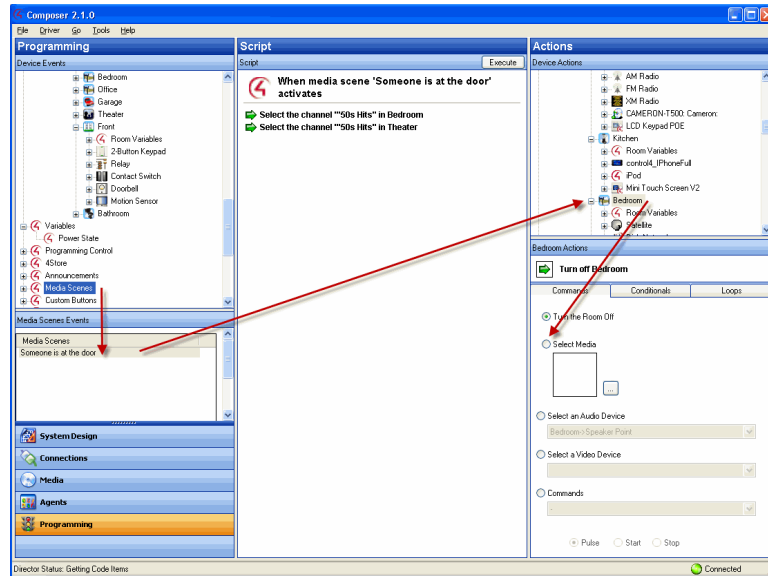 Composer 2.1.0
File Driver Go Tools Help
Programming
Device Events
Bedroom
Office
Garage
Theater
Front
Room Variables
2-Button Keypad
Relay
Contact Switch
Doorbell
Motion Sensor
Bathroom
Variables
Power State
Programming Control
4Store
Announcements
Media Scenes
Custom Buttons
Media Scenes Events
Media Scenes
Someone is at the door
System Design
Connections
Media
Agents
Programming
Script
Script Execute
When media scene 'Someone is at the door'
activates
Select the channel "'50s Hits" in Bedroom
Select the channel "'50s Hits" in Theater
Actions
Device Actions
AM Radio
FM Radio
XM Radio
CAMERON-T500: Cameron:
LCD Keypad POE
Kitchen
Room Variables
control4_IPhoneFull
iPod
Mini Touch Screen V2
Bedroom
Room Variables
Satellite
Bedroom Actions
Turn off Bedroom
Commands Conditionals Loops
Turn the Room Off
Select Media
...
Select an Audio Device
Bedroom->Speaker Point
Select a Video Device
Commands
-
Pulse Start Stop
Director Status: Getting Code Items
Connected